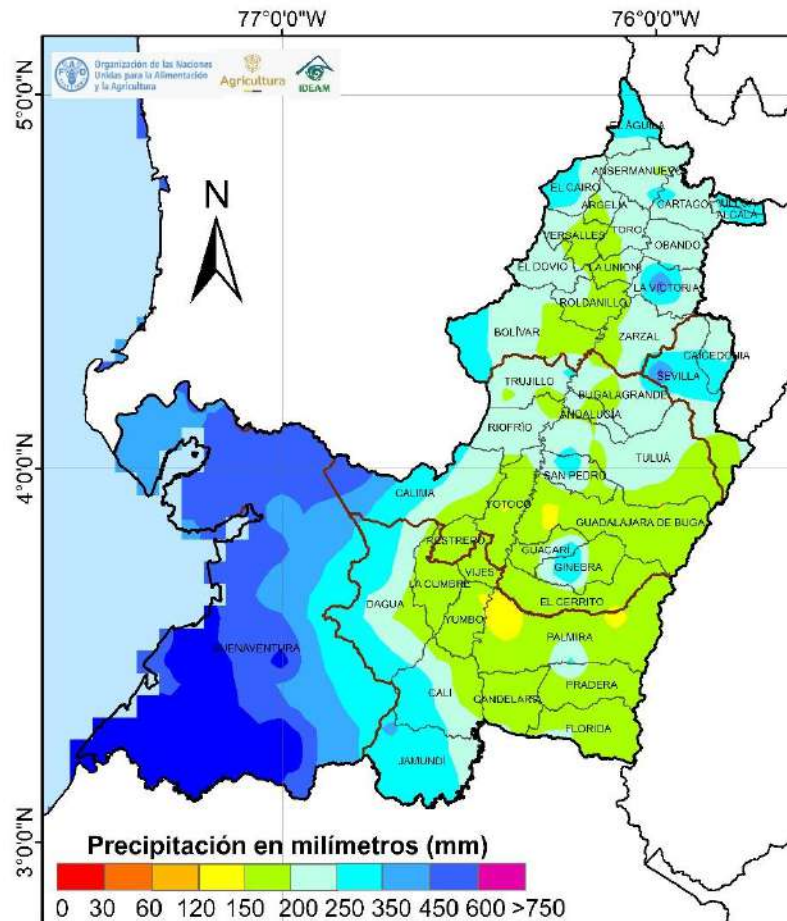 77°0'0"W
76°0'0"W
Organización de las Naciones
Unidas para la Alimentación
y la Agricultura
Agricultura
IDEAM
5°0'0"N
N
EL ÁGUILA
ANSERMANUEVO
EL CAIRO
ARGELIA
CARTAGO
ALCALÁ
VERSALLES
TORO
OBANDO
EL DOVIO
LA UNIÓN
LA VICTORIA
ROLDANILLO
BOLÍVAR
ZARZAL
CAICEDONIA
TRUJILLO
SEVILLA
BUGALAGRANDE
ANDALUCÍA
RIOFRÍO
TULUÁ
4°0'0"N
SAN PEDRO
CALIMA
YOTOCO
GUADALAJARA DE BUGA
RESTREPO
GUACARÍ
GINEBRA
VIJES
LA CUMBRE
DAGUA
EL CERRITO
YUMBO
PALMIRA
BUENAVENTURA
CALI
PRADERA
CANDELARIA
FLORIDA
JAMUNDÍ
3°0'0"N
Precipitación en milímetros (mm)
0 30 60 120 150 200 250 350 450 600 >750